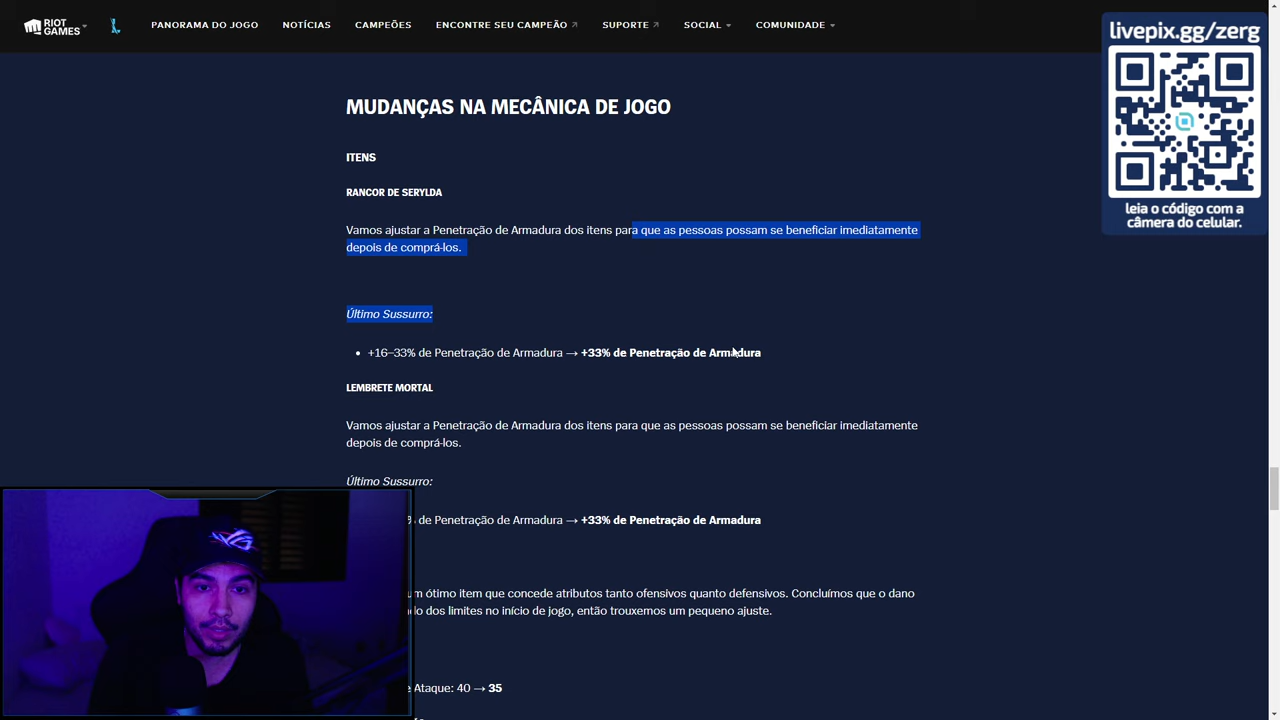 RIOT GAMES
PANORAMA DO JOGO
NOTÍCIAS
CAMPEÕES
ENCONTRE SEU CAMPEÃO
SUPORTE
SOCIAL
COMUNIDADE
livepix.gg/zerg
leia o código com a
câmera do celular.
MUDANÇAS NA MECÂNICA DE JOGO
ITENS
RANCOR DE SERYLDA
Vamos ajustar a Penetração de Armadura dos itens para que as pessoas possam se beneficiar imediatamente
depois de comprá-los.
Último Sussurro:
• +16–33% de Penetração de Armadura → +33% de Penetração de Armadura
LEMBRETE MORTAL
Vamos ajustar a Penetração de Armadura dos itens para que as pessoas possam se beneficiar imediatamente
depois de comprá-los.
Último Sussurro:
% de Penetração de Armadura → +33% de Penetração de Armadura
um ótimo item que concede atributos tanto ofensivos quanto defensivos. Concluímos que o dano
do dos limites no início de jogo, então trouxemos um pequeno ajuste.
e Ataque: 40 → 35